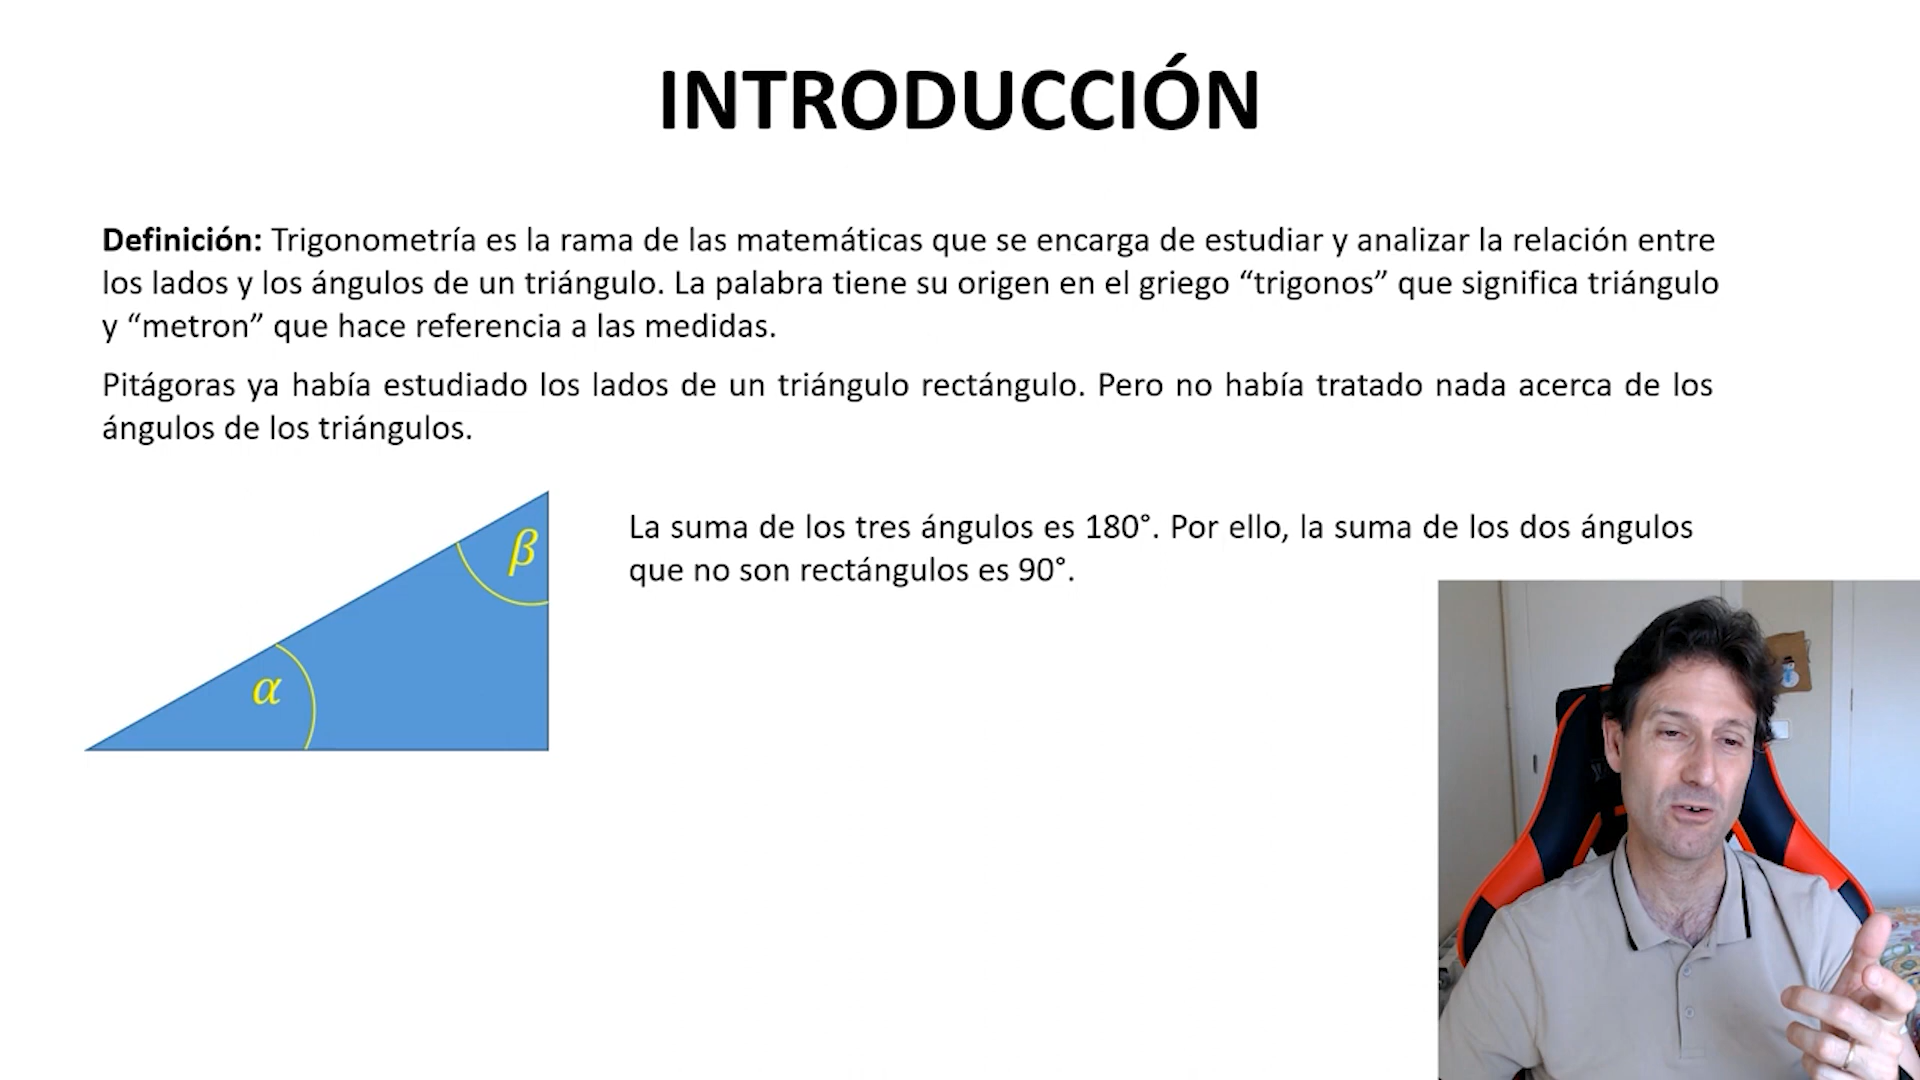 INTRODUCCIÓN
Definición: Trigonometría es la rama de las matemáticas que se encarga de estudiar y analizar la relación entre
los lados y los ángulos de un triángulo. La palabra tiene su origen en el griego “trigonos” que significa triángulo
y “metron” que hace referencia a las medidas.
Pitágoras ya había estudiado los lados de un triángulo rectángulo. Pero no había tratado nada acerca de los
ángulos de los triángulos.
La suma de los tres ángulos es 180°. Por ello, la suma de los dos ángulos
que no son rectángulos es 90°.
β
α